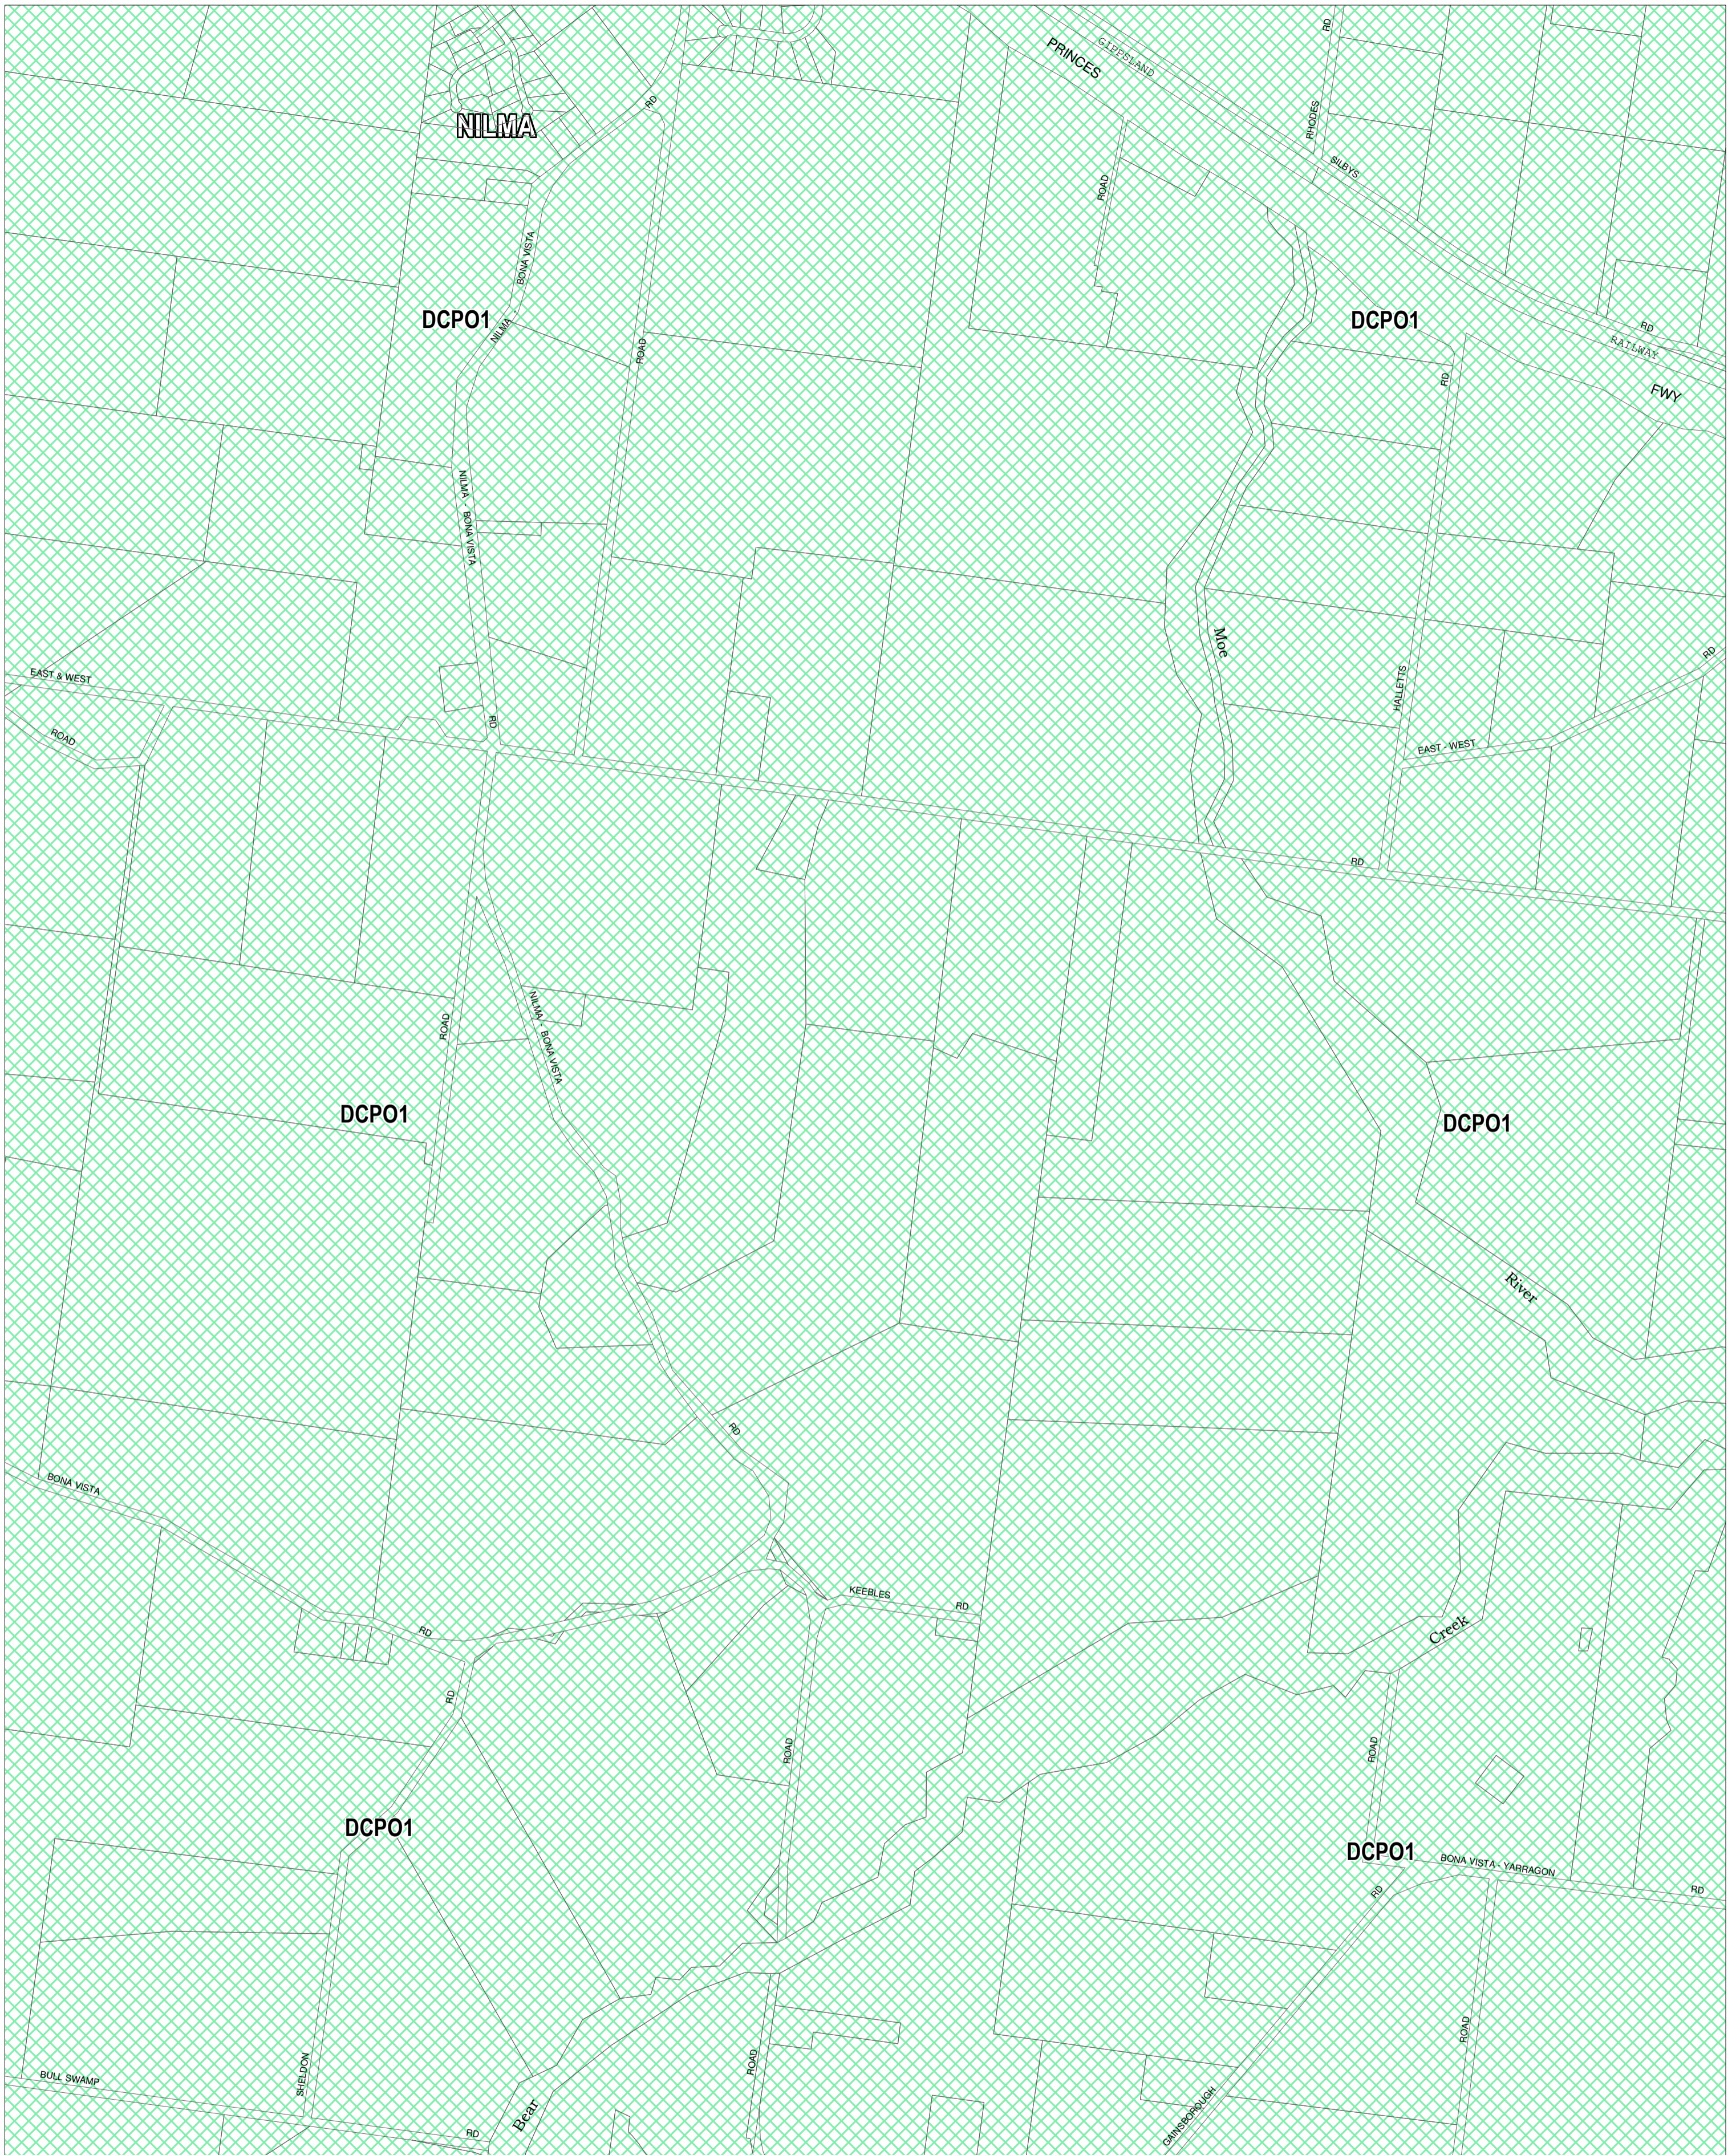 RD
PRINCES
GIPPSLAND
RD
RHODES
NILMA
SILBYS
ROAD
BONA VISTA
DCPO1
NILMA
ROAD
DCPO1
RD
RAILWAY
RD
FWY
NILMA - BONA VISTA
Moe
RD
EAST & WEST
HALLETTS
ROAD
RD
EAST - WEST
RD
ROAD
NILMA - BONA VISTA
DCPO1
DCPO1
River
RD
BONA VISTA
KEEBLES
RD
RD
Creek
RD
ROAD
ROAD
DCPO1
DCPO1
BONA VISTA - YARRAGON
RD
RD
ROAD
ROAD
SHELDON
BULL SWAMP
Bear
GAINSBOROUGH
RD